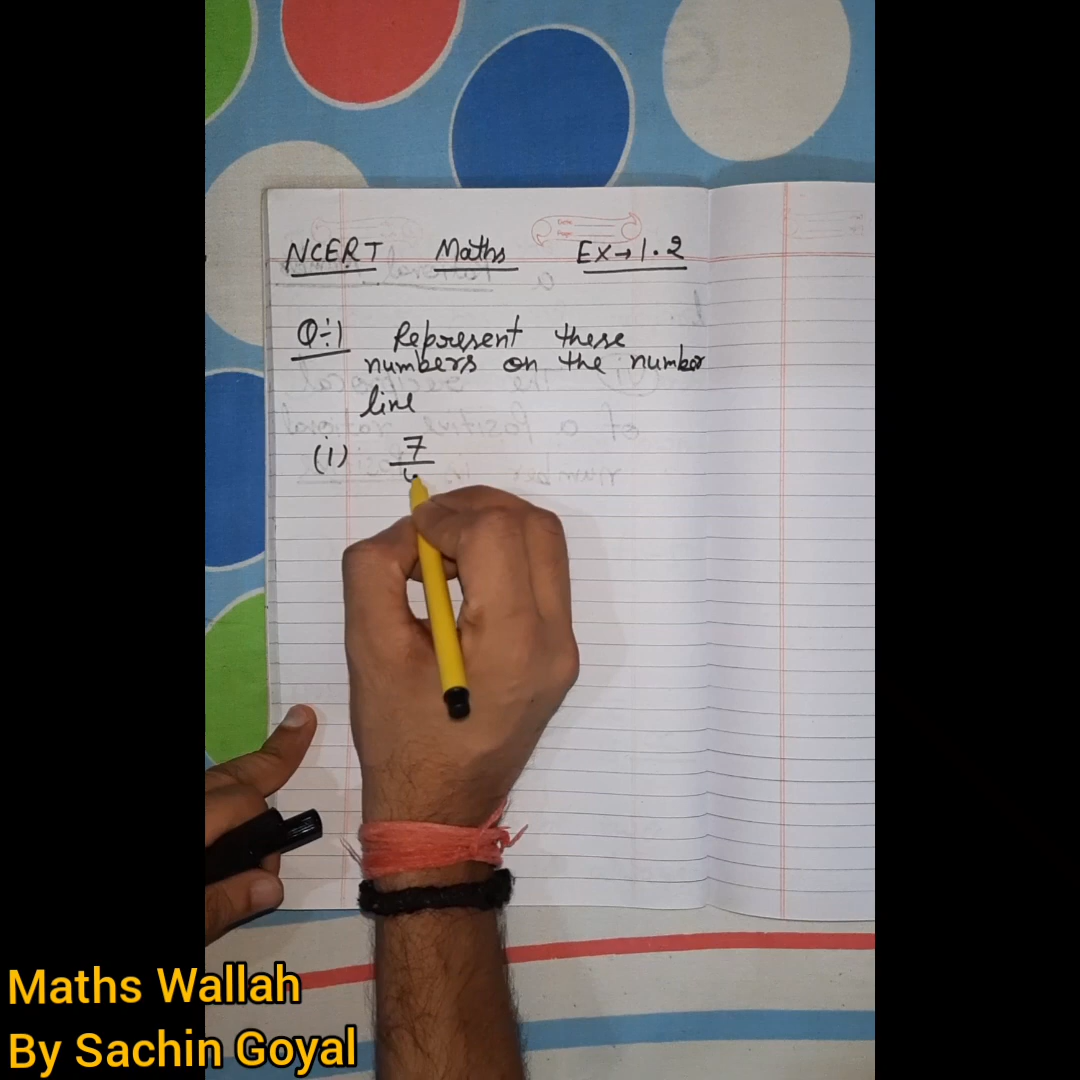 NCERT Maths Ex→1.2
Q÷1 Represent these
numbers on the number
line
(i) 7
Maths Wallah
By Sachin Goyal